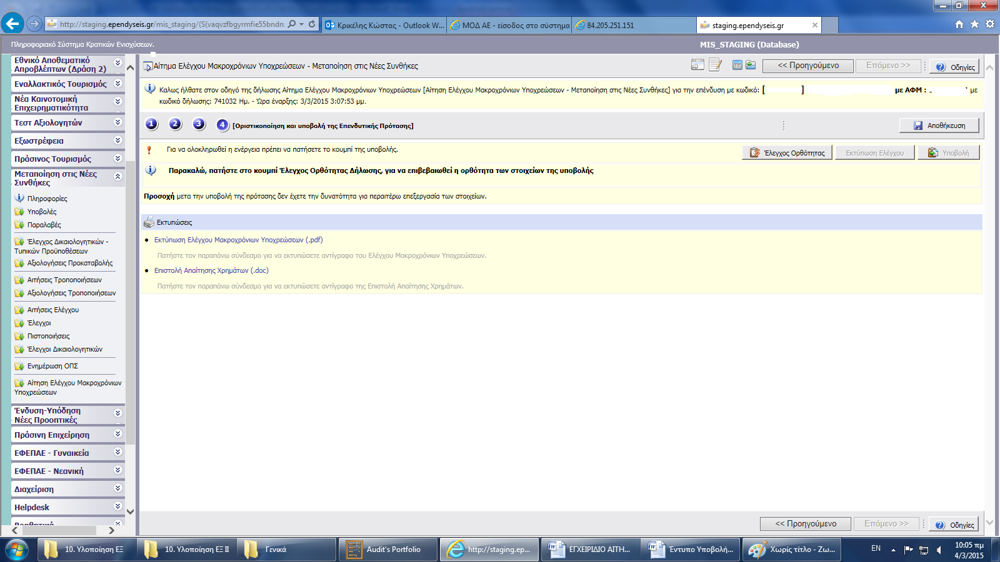 http://staging.ependyseis.gr/mis_staging/(S(vaqvzfbgyrmfie55bndn
Κρικέλης Κώστας - Outlook W...
ΜΟΔ ΑΕ - είσοδος στο σύστημα
84.205.251.151
staging.ependyseis.gr
Πληροφοριακό Σύστημα Κρατικών Ενισχύσεων.
MIS_STAGING (Database)
Εθνικό Αποθεματικό
Απροβλέπτων (Δράση 2)
Εναλλακτικός Τουρισμός
Νέα Καινοτομική
Επιχειρηματικότητα
Τεστ Αξιολογητών
Εξωστρέφεια
Πράσινος Τουρισμός
Μεταποίηση στις Νέες
Συνθήκες
Πληροφορίες
Υποβολές
Παραλαβές
Έλεγχος Δικαιολογητικών -
Τυπικών Προϋποθέσεων
Αξιολογήσεις Προκαταβολής
Αιτήσεις Τροποποιήσεων
Αξιολογήσεις Τροποποιήσεων
Αιτήσεις Ελέγχου
Έλεγχοι
Πιστοποιήσεις
Έλεγχοι Δικαιολογητικών
Ενημέρωση ΟΠΣ
Αίτηση Ελέγχου Μακροχρόνιων
Υποχρεώσεων
Ένδυση-Υπόδηση
Νέες Προοπτικές
Πράσινη Επιχείρηση
ΕΦΕΠΑΕ - Γυναικεία
ΕΦΕΠΑΕ - Νεανική
Διαχείριση
Helpdesk
Αίτημα Ελέγχου Μακροχρόνιων Υποχρεώσεων - Μεταποίηση στις Νέες Συνθήκες
<< Προηγούμενο
Επόμενο >>
Οδηγίες
Καλως ήλθατε στον οδηγό της δήλωσης Αίτημα Ελέγχου Μακροχρόνιων Υποχρεώσεων [Αίτηση Ελέγχου Μακροχρόνιων Υποχρεώσεων - Μεταποίηση στις Νέες Συνθήκες] για την επένδυση με κωδικό: [ ] με ΑΦΜ : με
κωδικό δήλωσης: 741032 Ημ. - Ώρα έναρξης: 3/3/2015 3:07:53 μμ.
1 2 3 4 [Οριστικοποίηση και υποβολή της Επενδυτικής Πρότασης]
Αποθήκευση
Για να ολοκληρωθεί η ενέργεια πρέπει να πατήσετε το κουμπί της υποβολής.
Έλεγχος Ορθότητας
Εκτύπωση Ελέγχου
Υποβολή
Παρακαλώ, πατήστε στο κουμπί Έλεγχος Ορθότητας Δήλωσης, για να επιβεβαιωθεί η ορθότητα των στοιχείων της υποβολής
Προσοχή μετα την υποβολή της πρότασης δεν έχετε την δυνατότητα για περαιτέρω επεξεργασία των στοιχείων.
Εκτυπώσεις
Εκτύπωση Ελέγχου Μακροχρόνιων Υποχρεώσεων (.pdf)
Πατήστε τον παραπάνω σύνδεσμο για να εκτυπώσετε αντίγραφο του Ελέγχου Μακροχρόνιων Υποχρεώσεων.
Επιστολή Απαίτησης Χρημάτων (.doc)
Πατήστε τον παραπάνω σύνδεσμο για να εκτυπώσετε αντίγραφο της Επιστολή Απαίτησης Χρημάτων.
<< Προηγούμενο
Επόμενο >>
Οδηγίες
10. Υλοποίηση ΕΞ
10. Υλοποίηση ΕΞ ΙΙ
Γενικά
Audit's Portfolio
http://staging.ep...
ΕΓΧΕΙΡΙΔΙΟ ΑΙΤΗ...
Έντυπο Υποβολή...
Χωρίς τίτλο - Ζω...
EN
10:05 πμ
4/3/2015